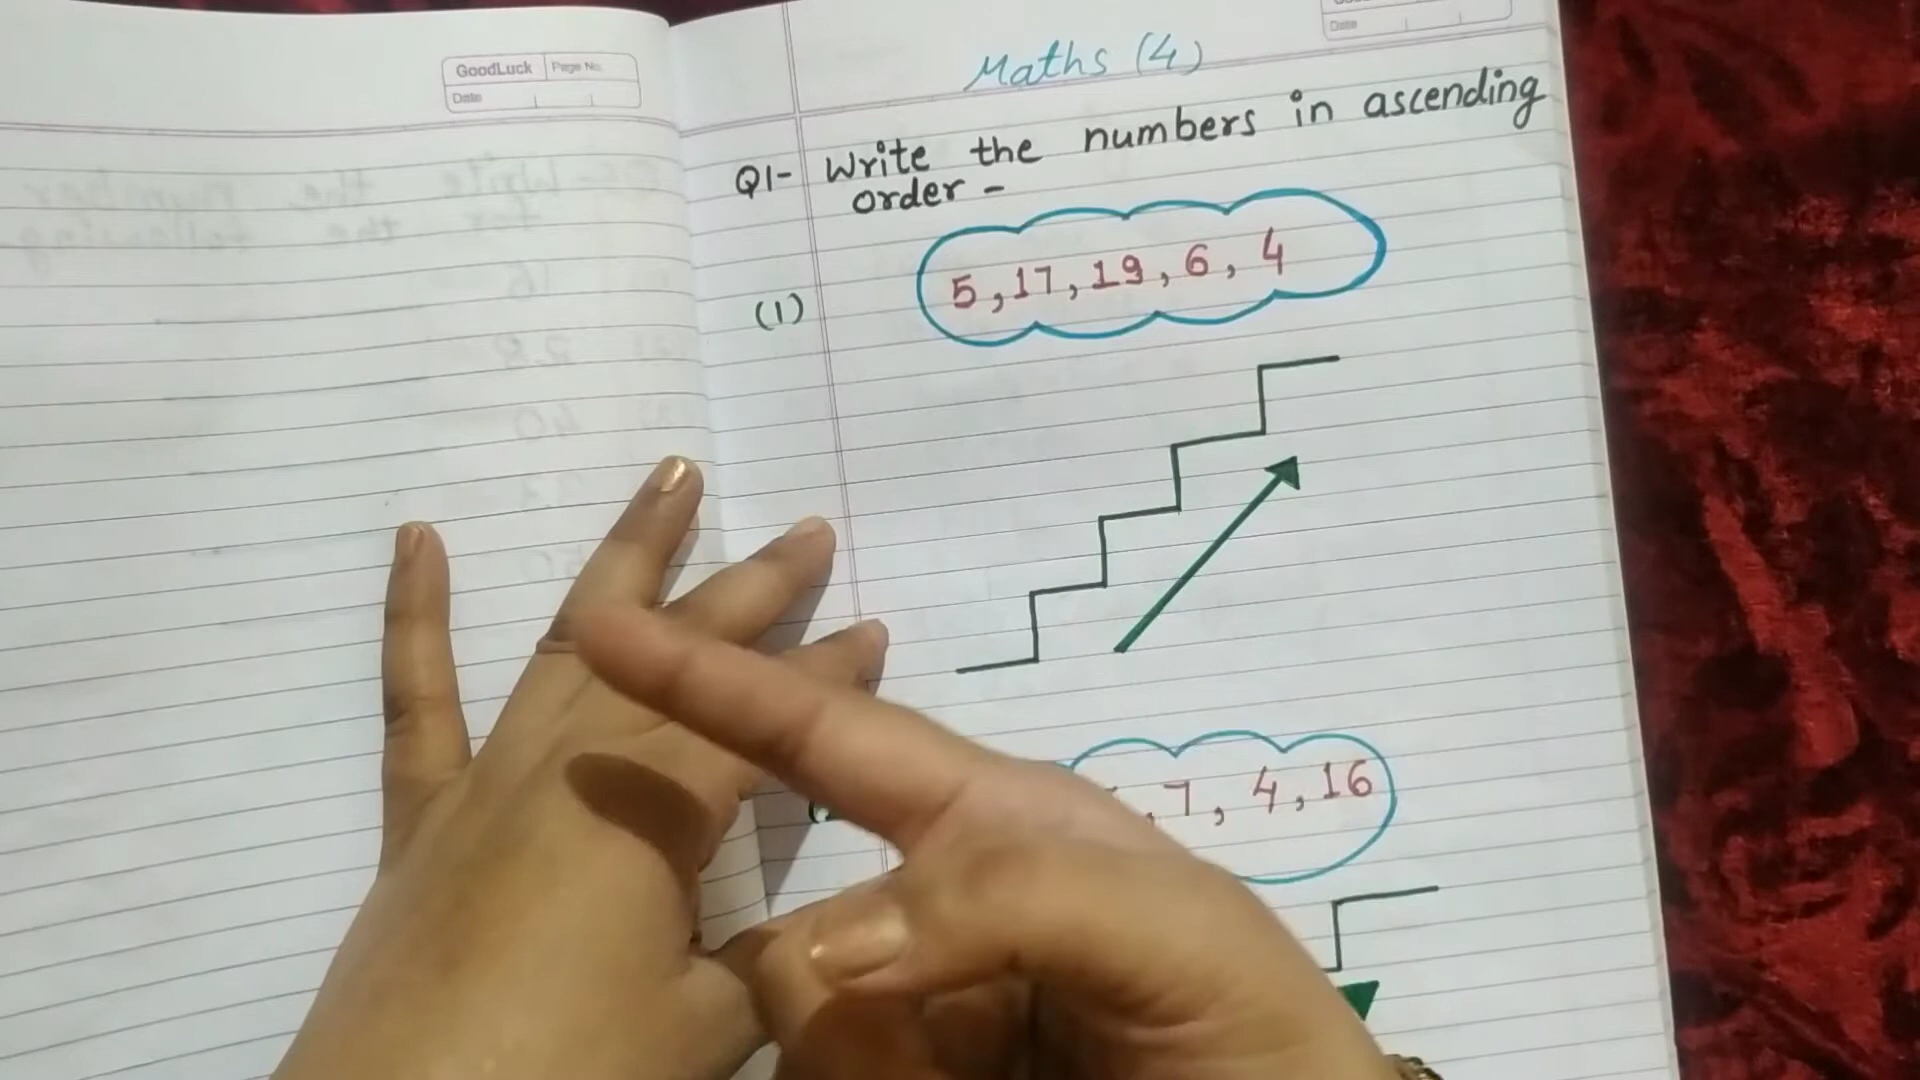 GoodLuck Page No.
Date
Date
Maths (4)
Q1- Write the numbers in ascending
order -
(1) 5, 17, 19, 6, 4
, 7, 4, 16